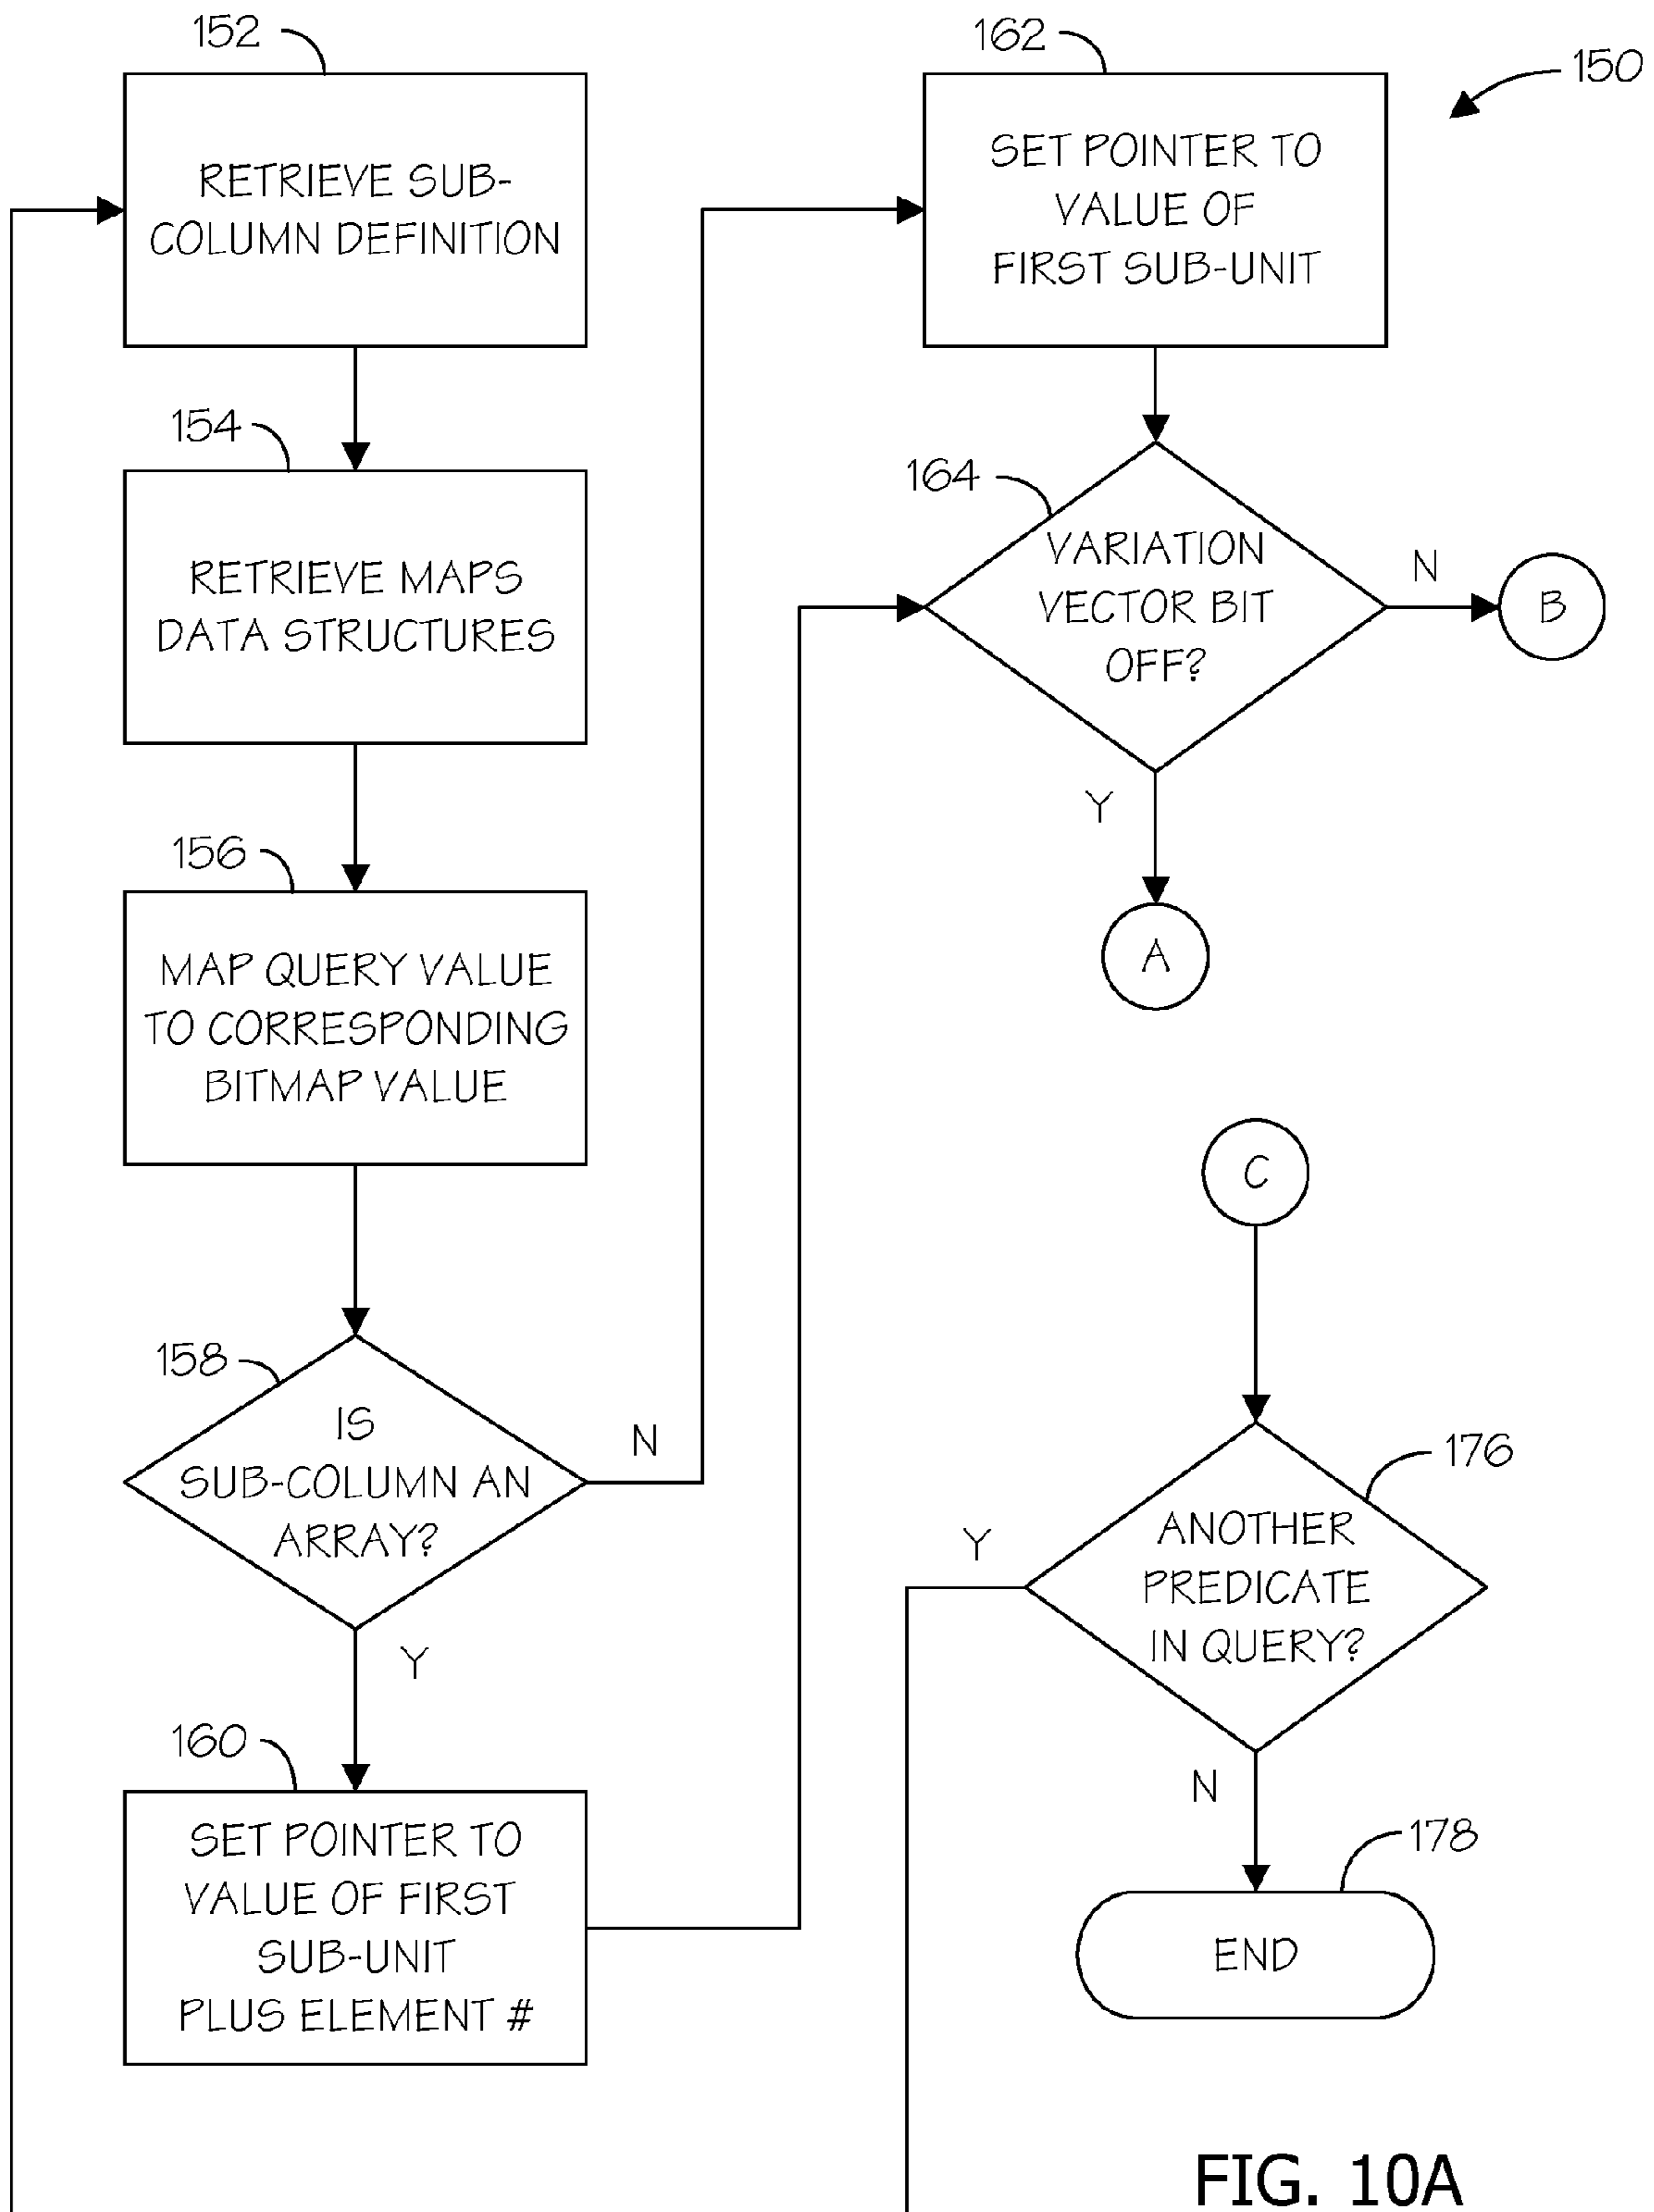 152
RETRIEVE SUB-
COLUMN DEFINITION
154
RETRIEVE MAPS
DATA STRUCTURES
156
MAP QUERY VALUE
TO CORRESPONDING
BITMAP VALUE
158
IS
SUB-COLUMN AN
ARRAY?
N
Y
160
SET POINTER TO
VALUE OF FIRST
SUB-UNIT
PLUS ELEMENT #
162
150
SET POINTER TO
VALUE OF
FIRST SUB-UNIT
164
VARIATION
VECTOR BIT
OFF?
N
B
Y
A
C
176
ANOTHER
PREDICATE
IN QUERY?
Y
N
178
END
FIG. 10A